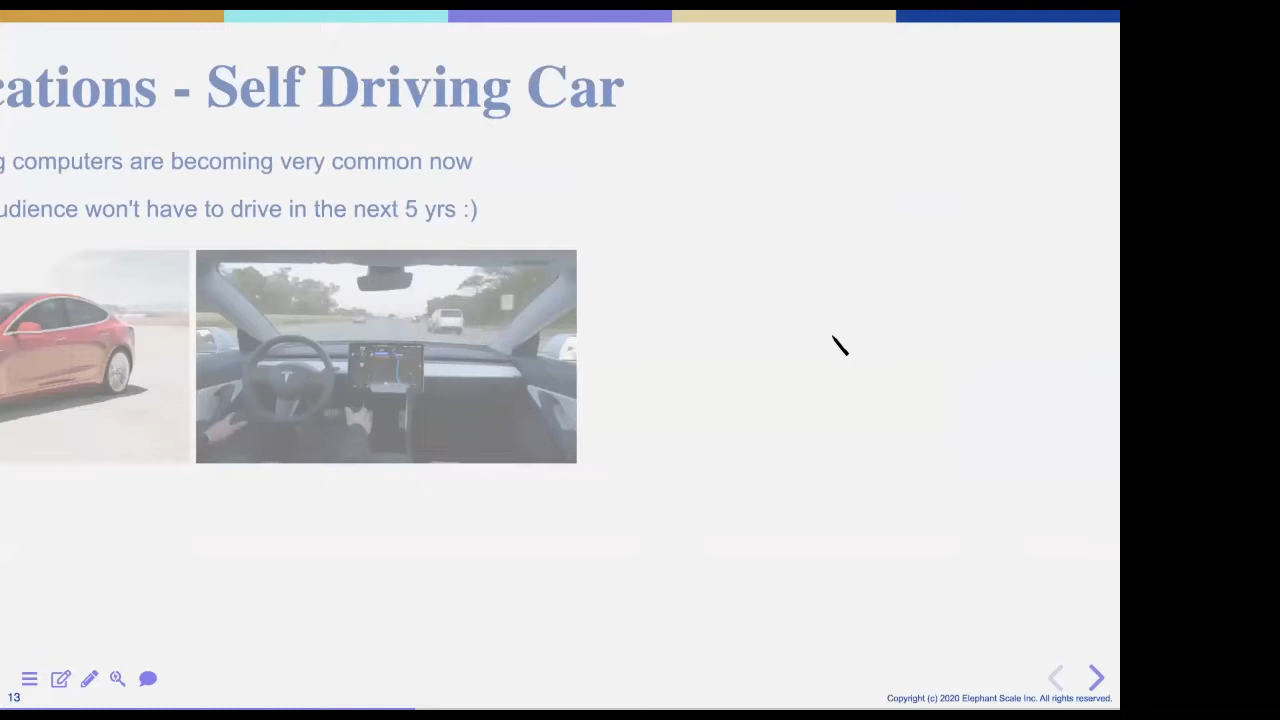 cations - Self Driving Car
g computers are becoming very common now
udience won't have to drive in the next 5 yrs :)
13
Copyright (c) 2020 Elephant Scale Inc. All rights reserved.